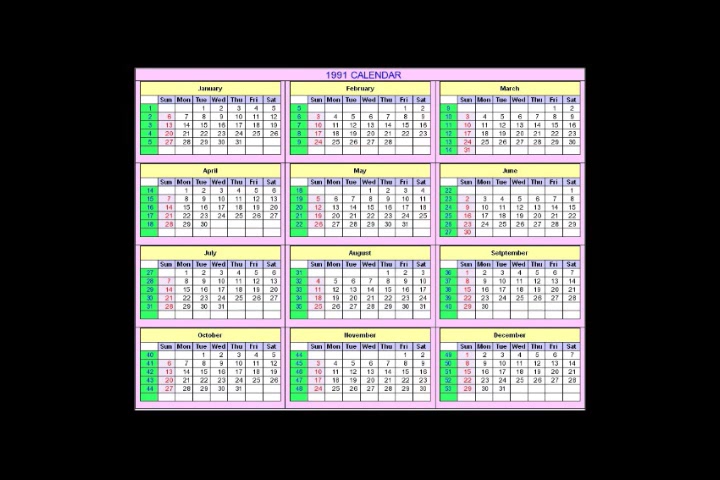 1991 CALENDAR
January
Sun Mon Tue Wed Thu Fri Sat
1 1 2 3 4 5
2 6 7 8 9 10 11 12
3 13 14 15 16 17 18 19
4 20 21 22 23 24 25 26
5 27 28 29 30 31
February
Sun Mon Tue Wed Thu Fri Sat
5 1 2
6 3 4 5 6 7 8 9
7 10 11 12 13 14 15 16
8 17 18 19 20 21 22 23
9 24 25 26 27 28
March
Sun Mon Tue Wed Thu Fri Sat
9 1 2
10 3 4 5 6 7 8 9
11 10 11 12 13 14 15 16
12 17 18 19 20 21 22 23
13 24 25 26 27 28 29 30
14 31
April
Sun Mon Tue Wed Thu Fri Sat
14 1 2 3 4 5 6
15 7 8 9 10 11 12 13
16 14 15 16 17 18 19 20
17 21 22 23 24 25 26 27
18 28 29 30
May
Sun Mon Tue Wed Thu Fri Sat
18 1 2 3 4
19 5 6 7 8 9 10 11
20 12 13 14 15 16 17 18
21 19 20 21 22 23 24 25
22 26 27 28 29 30 31
June
Sun Mon Tue Wed Thu Fri Sat
22 1
23 2 3 4 5 6 7 8
24 9 10 11 12 13 14 15
25 16 17 18 19 20 21 22
26 23 24 25 26 27 28 29
27 30
July
Sun Mon Tue Wed Thu Fri Sat
27 1 2 3 4 5 6
28 7 8 9 10 11 12 13
29 14 15 16 17 18 19 20
30 21 22 23 24 25 26 27
31 28 29 30 31
August
Sun Mon Tue Wed Thu Fri Sat
31 1 2 3
32 4 5 6 7 8 9 10
33 11 12 13 14 15 16 17
34 18 19 20 21 22 23 24
35 25 26 27 28 29 30 31
Setptember
Sun Mon Tue Wed Thu Fri Sat
36 1 2 3 4 5 6 7
37 8 9 10 11 12 13 14
38 15 16 17 18 19 20 21
39 22 23 24 25 26 27 28
40 29 30
October
Sun Mon Tue Wed Thu Fri Sat
40 1 2 3 4 5
41 6 7 8 9 10 11 12
42 13 14 15 16 17 18 19
43 20 21 22 23 24 25 26
44 27 28 29 30 31
November
Sun Mon Tue Wed Thu Fri Sat
44 1 2
45 3 4 5 6 7 8 9
46 10 11 12 13 14 15 16
47 17 18 19 20 21 22 23
48 24 25 26 27 28 29 30
December
Sun Mon Tue Wed Thu Fri Sat
49 1 2 3 4 5 6 7
50 8 9 10 11 12 13 14
51 15 16 17 18 19 20 21
52 22 23 24 25 26 27 28
53 29 30 31